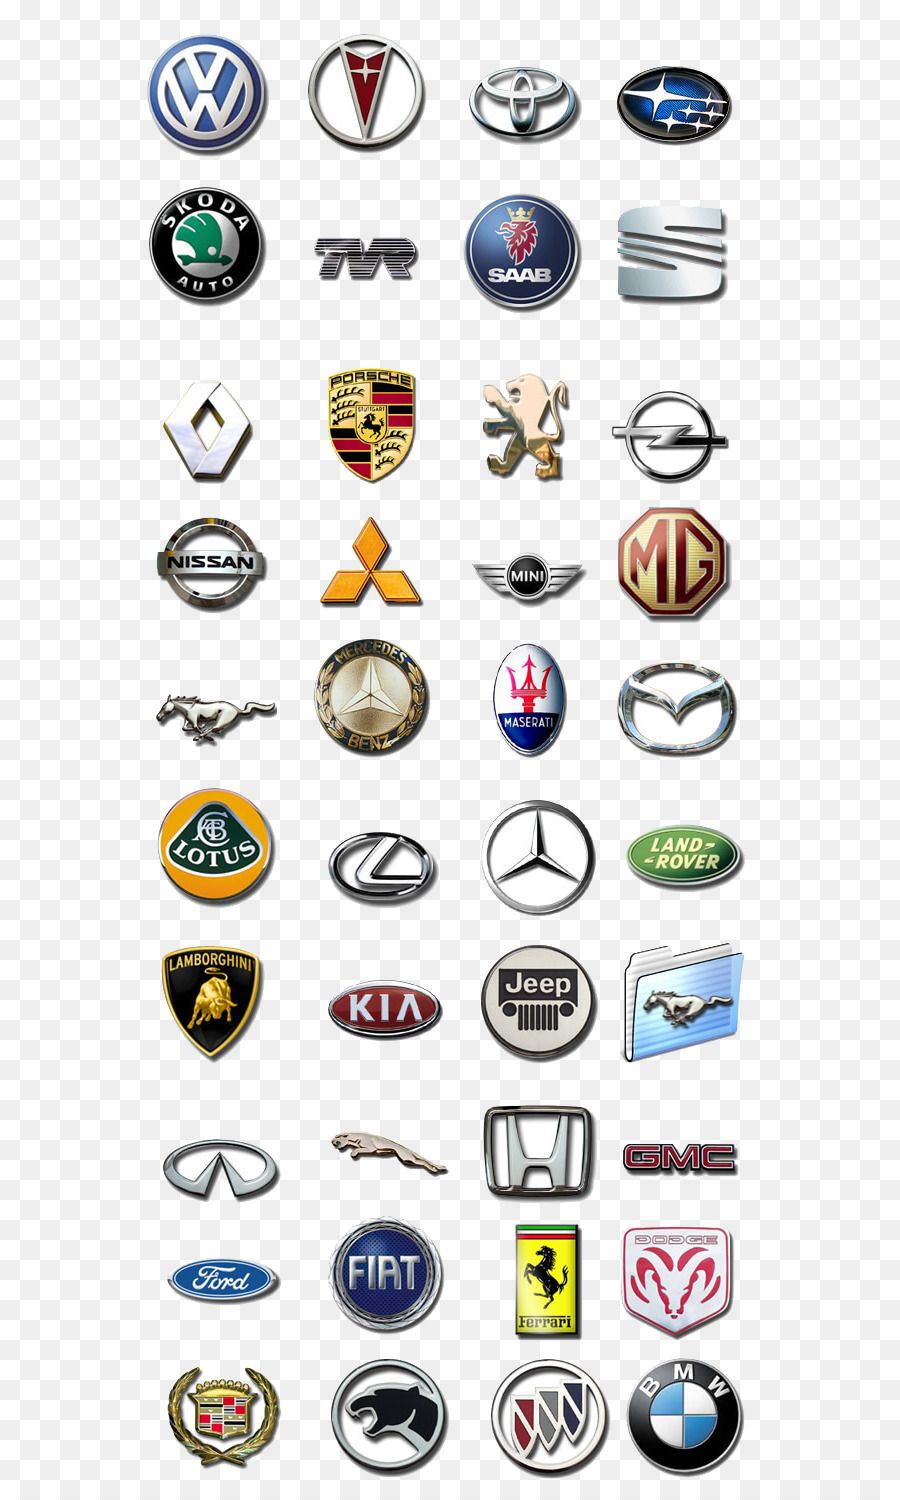 SKODA
AUTO
TVR
SAAB
PORSCHE
STUTTGART
NISSAN
MINI
MG
MERCEDES
BENZ
MASERATI
LOTUS
LAND-
-ROVER
LAMBORGHINI
KIA
Jeep
GMC
Ford
FIAT
Ferrari
DODGE
BMW